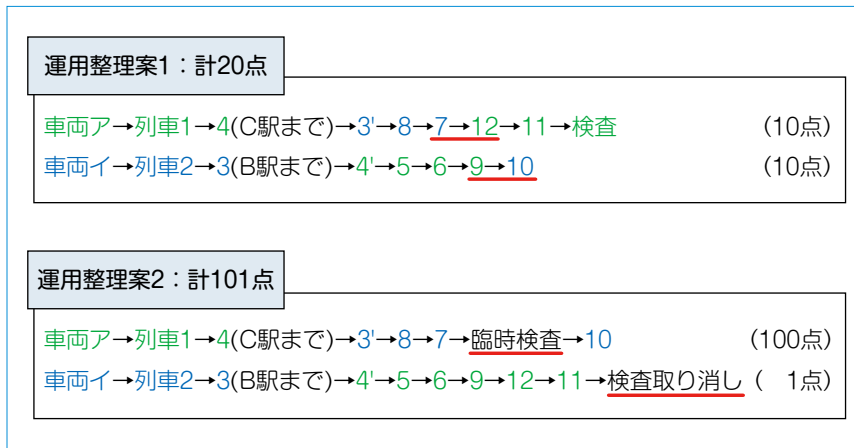 運用整理案1：計20点
車両ア→列車1→4(C駅まで)→3'→8→7→12→11→検査 (10点)
車両イ→列車2→3(B駅まで)→4'→5→6→9→10 (10点)
運用整理案2：計101点
車両ア→列車1→4(C駅まで)→3'→8→7→臨時検査→10 (100点)
車両イ→列車2→3(B駅まで)→4'→5→6→9→12→11→検査取り消し ( 1点)